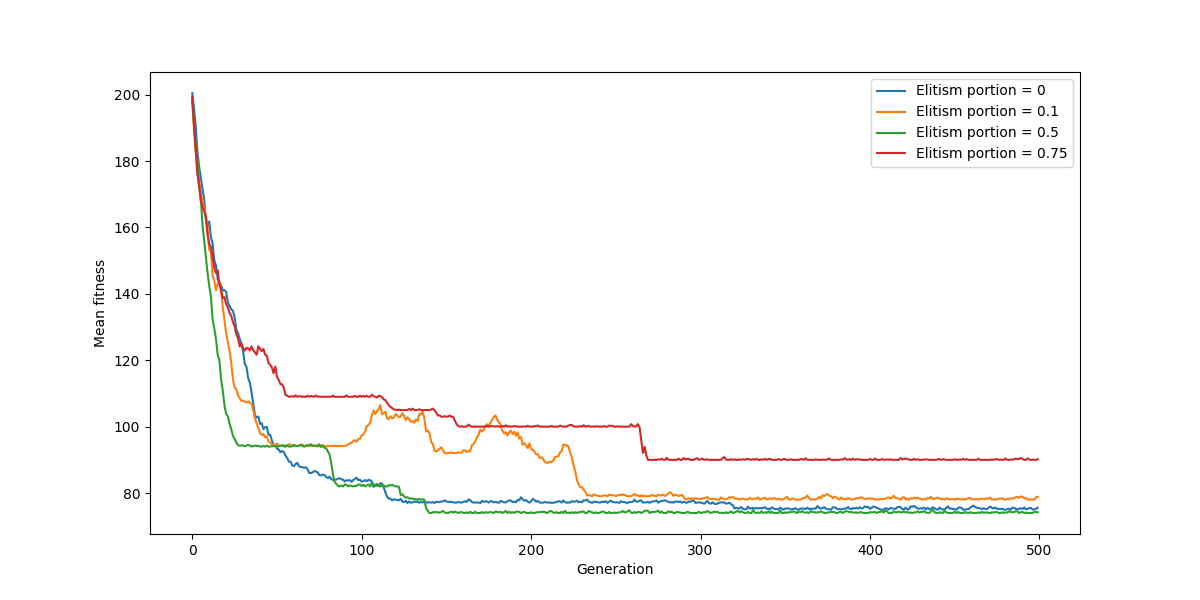 Elitism portion = 0
Elitism portion = 0.1
Elitism portion = 0.5
Elitism portion = 0.75
Mean fitness
200
180
160
140
120
100
80
0 100 200 300 400 500
Generation